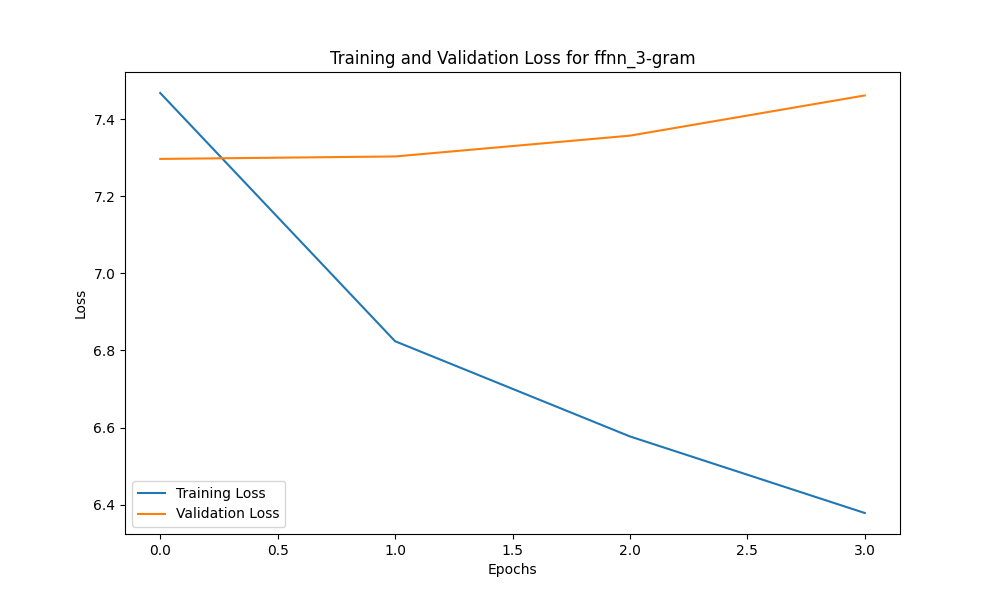 Training and Validation Loss for ffnn_3-gram
7.4
7.2
7.0
6.8
6.6
6.4
Loss
Training Loss
Validation Loss
0.0 0.5 1.0 1.5 2.0 2.5 3.0
Epochs